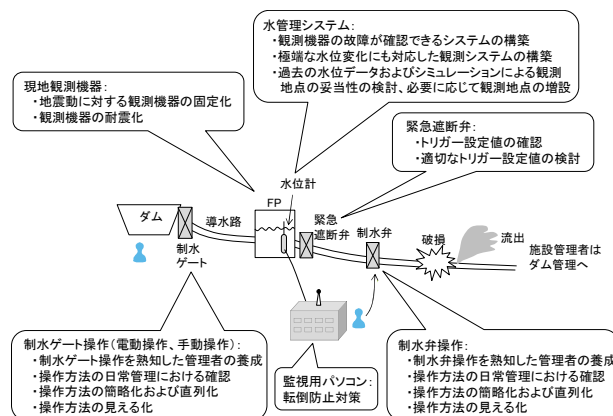 水管理システム：
・観測機器の故障が確認できるシステムの構築
・極端な水位変化にも対応した観測システムの構築
・過去の水位データおよびシミュレーションによる観測
地点の妥当性の検討、必要に応じて観測地点の増設
現地観測機器：
・地震動に対する観測機器の固定化
・観測機器の耐震化
緊急遮断弁：
・トリガー設定値の確認
・適切なトリガー設定値の検討
水位計
FP
ダム
導水路
緊急
遮断弁
制水弁
制水
ゲート
破損
流出
施設管理者は
ダム管理へ
制水ゲート操作（電動操作、手動操作）：
・制水ゲート操作を熟知した管理者の養成
・操作方法の日常管理における確認
・操作方法の簡略化および直列化
・操作方法の見える化
監視用パソコン：
転倒防止対策
制水弁操作：
・制水弁操作を熟知した管理者の養成
・操作方法の日常管理における確認
・操作方法の簡略化および直列化
・操作方法の見える化